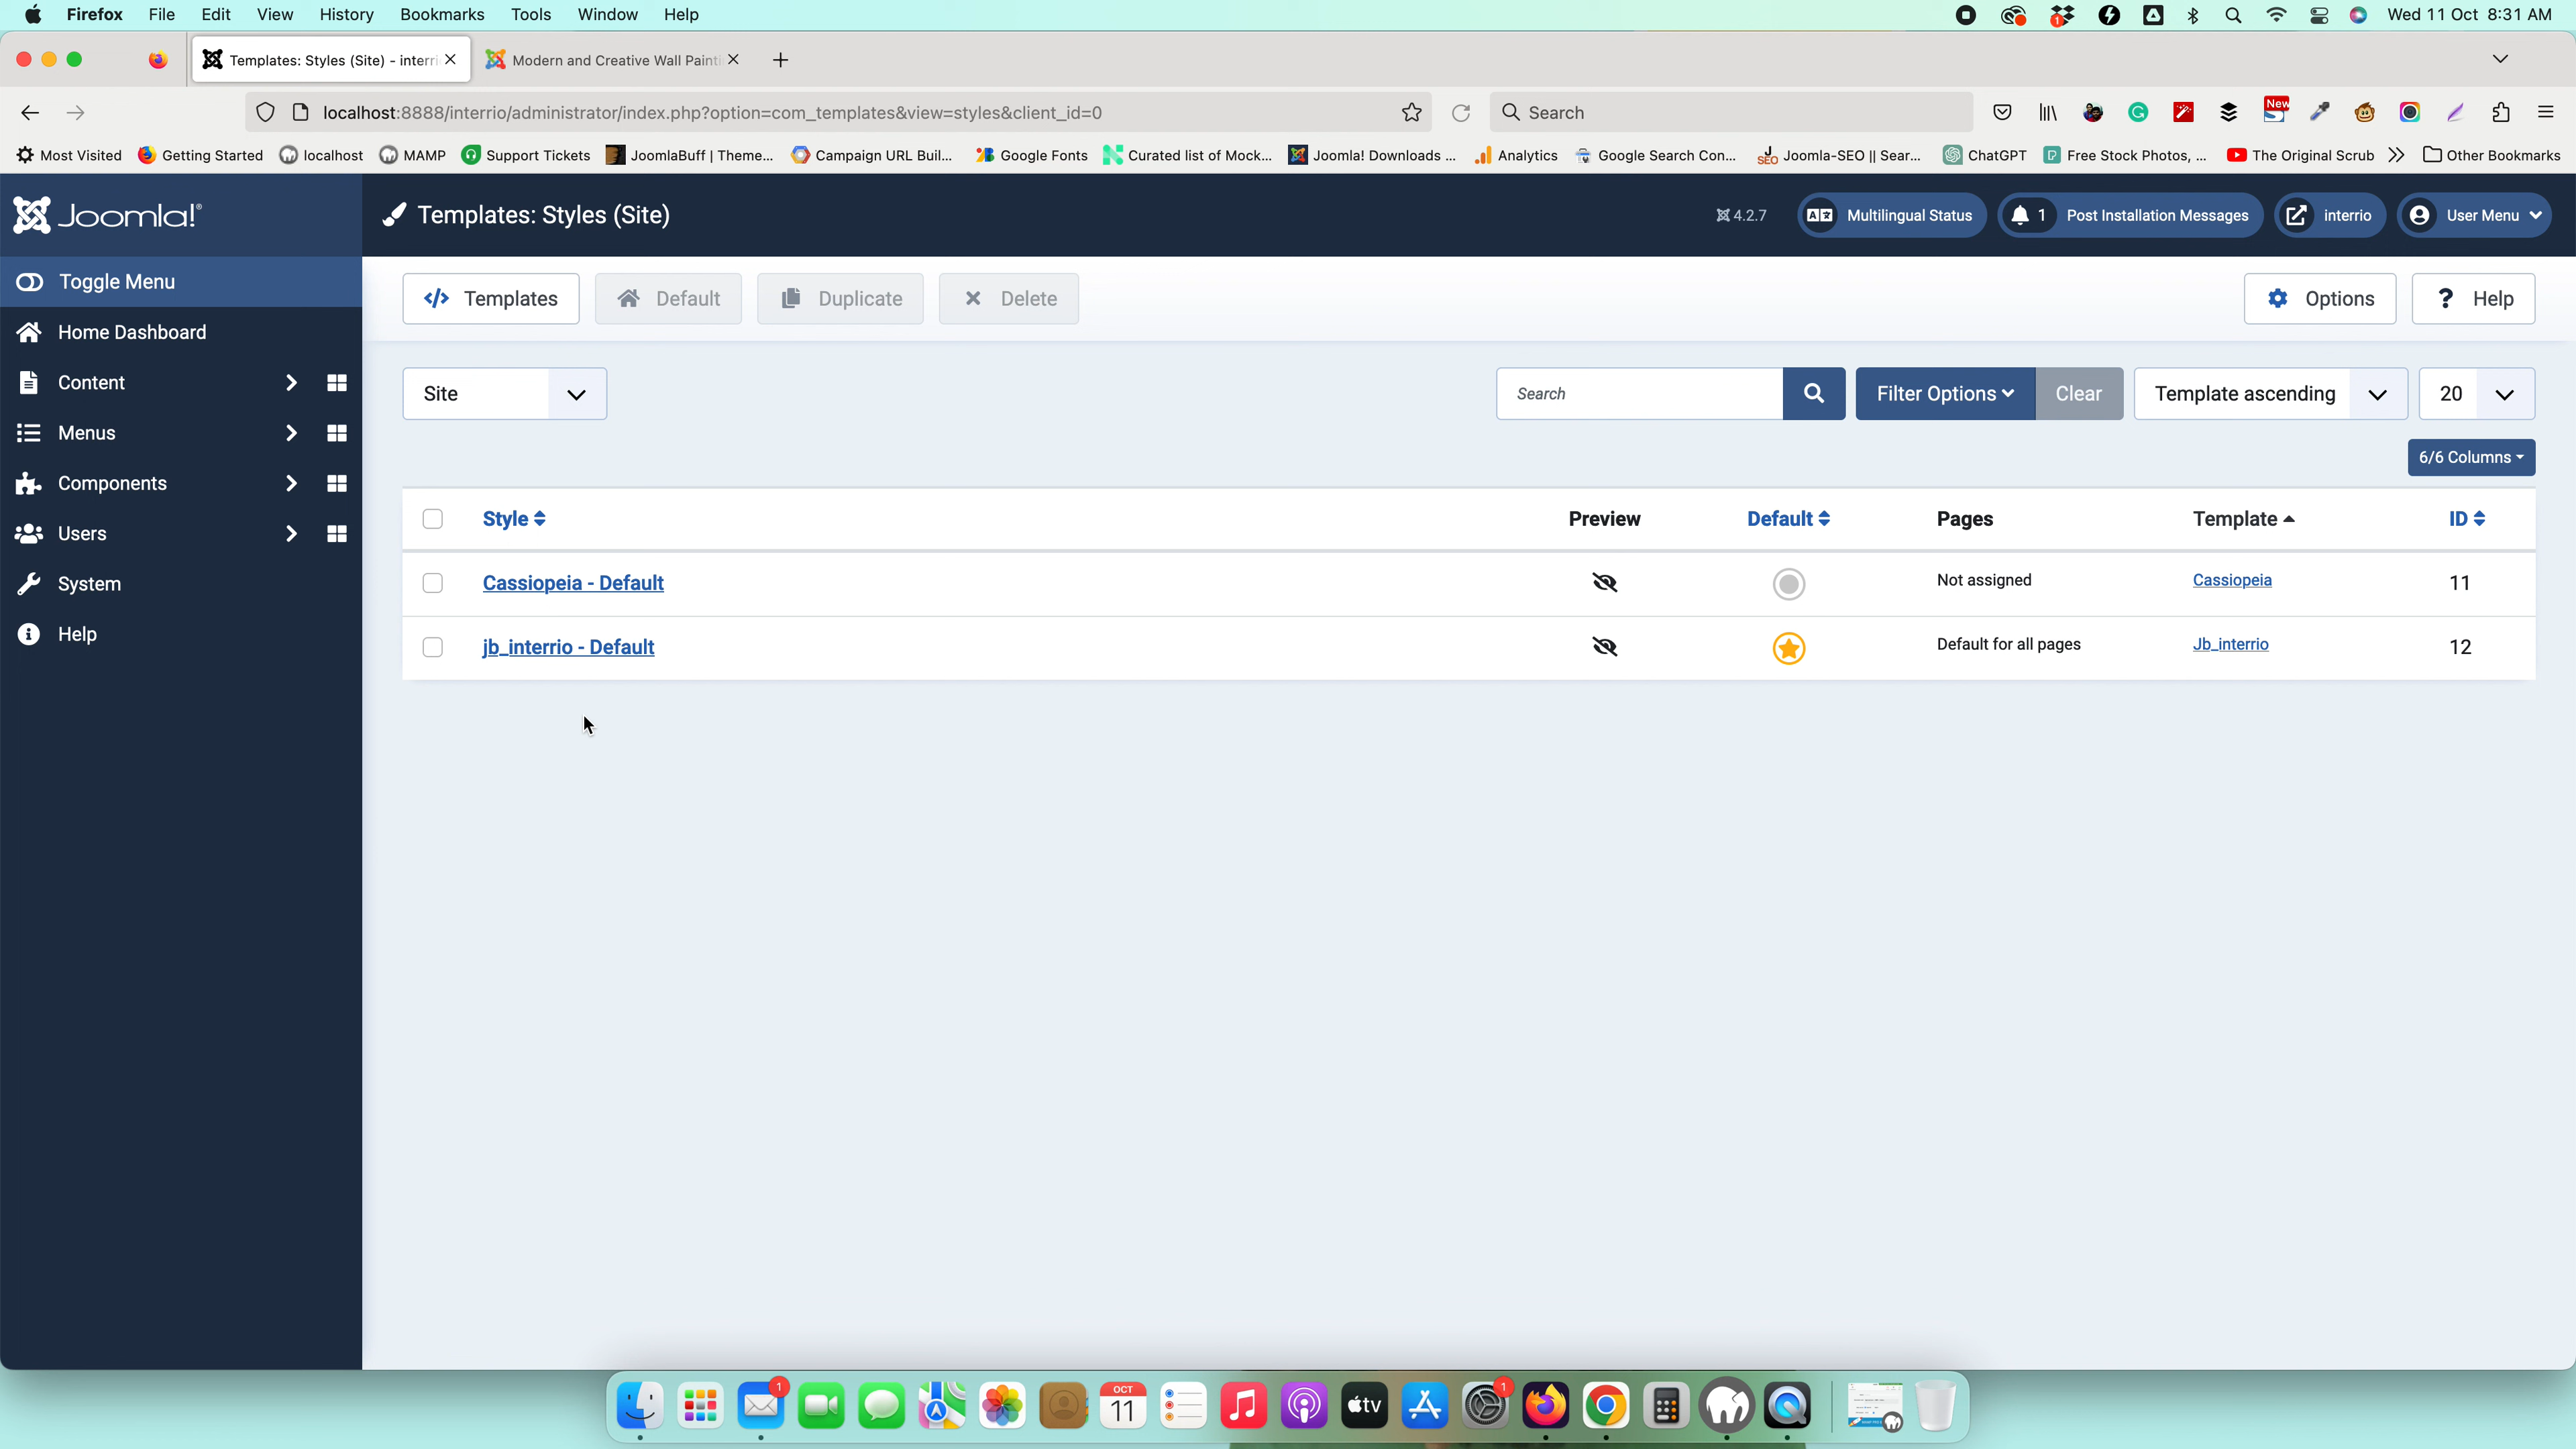 Firefox File Edit View History Bookmarks Tools Window Help 1 Wed 11 Oct 8:31 AM
Templates: Styles (Site) - interri Modern and Creative Wall Painti
localhost:8888/interrio/administrator/index.php?option=com_templates&view=styles&client_id=0 Search New
Most Visited Getting Started localhost MAMP Support Tickets JoomlaBuff | Theme... Campaign URL Buil... Google Fonts Curated list of Mock... Joomla! Downloads ... Analytics Google Search Con... Joomla-SEO || Sear... ChatGPT Free Stock Photos, ... The Original Scrub Other Bookmarks
Joomla!® Templates: Styles (Site) 4.2.7 Multilingual Status 1 Post Installation Messages interrio User Menu
Toggle Menu
Home Dashboard
Content
Menus
Components
Users
System
Help
Templates Default Duplicate Delete Options Help
Site Search Filter Options Clear Template ascending 20
6/6 Columns
Style Preview Default Pages Template ID
Cassiopeia - Default Not assigned Cassiopeia 11
jb_interrio - Default Default for all pages Jb_interrio 12
1 OCT 11 tv 1